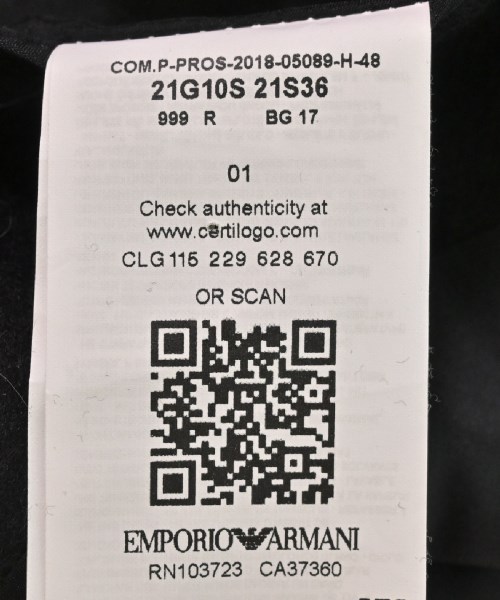 COM.P-PROS-2018-05089-H-48
21G10S 21S36
999 R BG 17
01
Check authenticity at
www.certilogo.com
CLG 115 229 628 670
OR SCAN
EMPORIO ARMANI
RN103723 CA37360